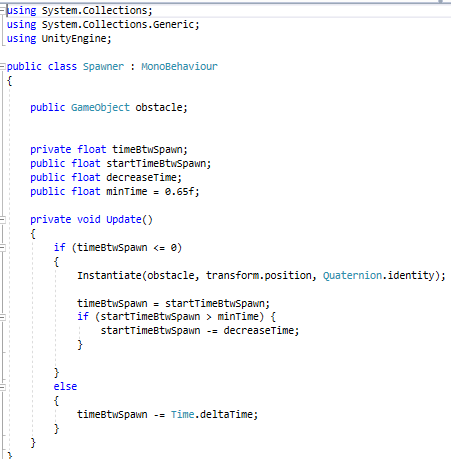 using System.Collections;
using System.Collections.Generic;
using UnityEngine;
public class Spawner : MonoBehaviour
{
public GameObject obstacle;
private float timeBtwSpawn;
public float startTimeBtwSpawn;
public float decreaseTime;
public float minTime = 0.65f;
private void Update()
{
if (timeBtwSpawn <= 0)
{
Instantiate(obstacle, transform.position, Quaternion.identity);
timeBtwSpawn = startTimeBtwSpawn;
if (startTimeBtwSpawn > minTime) {
startTimeBtwSpawn -= decreaseTime;
}
}
else
{
timeBtwSpawn -= Time.deltaTime;
}
}
}